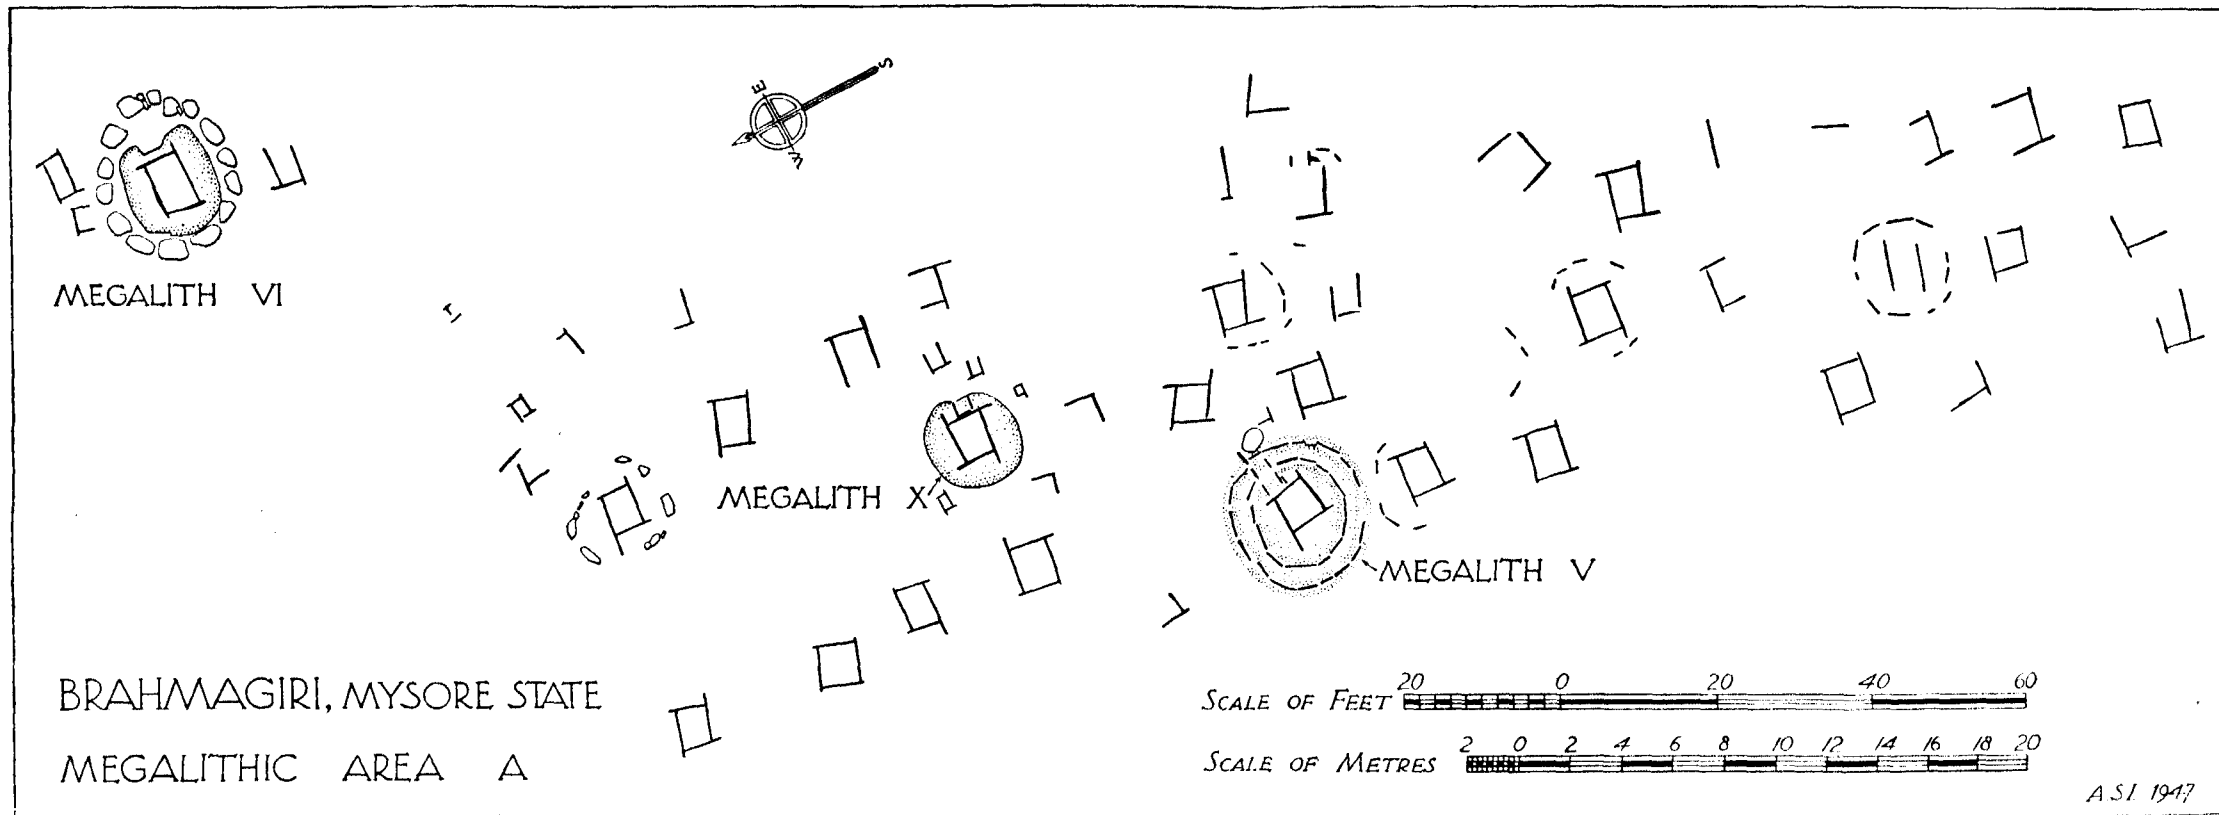 E
S
W
MEGALITH VI
MEGALITH X
MEGALITH V
BRAHMAGIRI, MYSORE STATE
MEGALITHIC AREA A
SCALE OF FEET 20 0 20 40 60
SCALE OF METRES 2 0 2 4 6 8 10 12 14 16 18 20
A.S.I. 1947